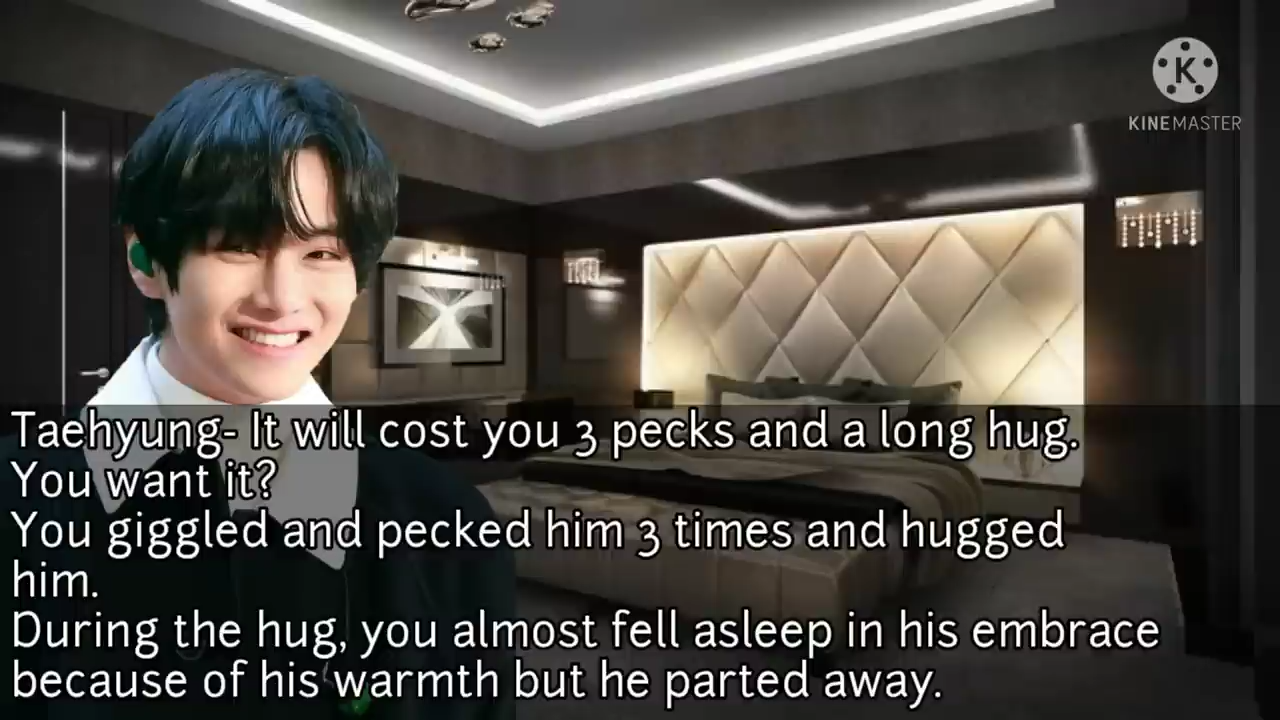 KINEMASTER
Taehyung- It will cost you 3 pecks and a long hug.
You want it?
You giggled and pecked him 3 times and hugged
him.
During the hug, you almost fell asleep in his embrace
because of his warmth but he parted away.